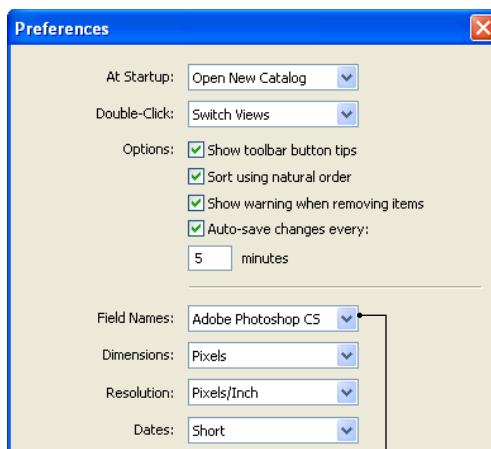 Preferences
At Startup: Open New Catalog
Double-Click: Switch Views
Options: Show toolbar button tips
Sort using natural order
Show warning when removing items
Auto-save changes every:
5 minutes
Field Names: Adobe Photoshop CS
Dimensions: Pixels
Resolution: Pixels/Inch
Dates: Short